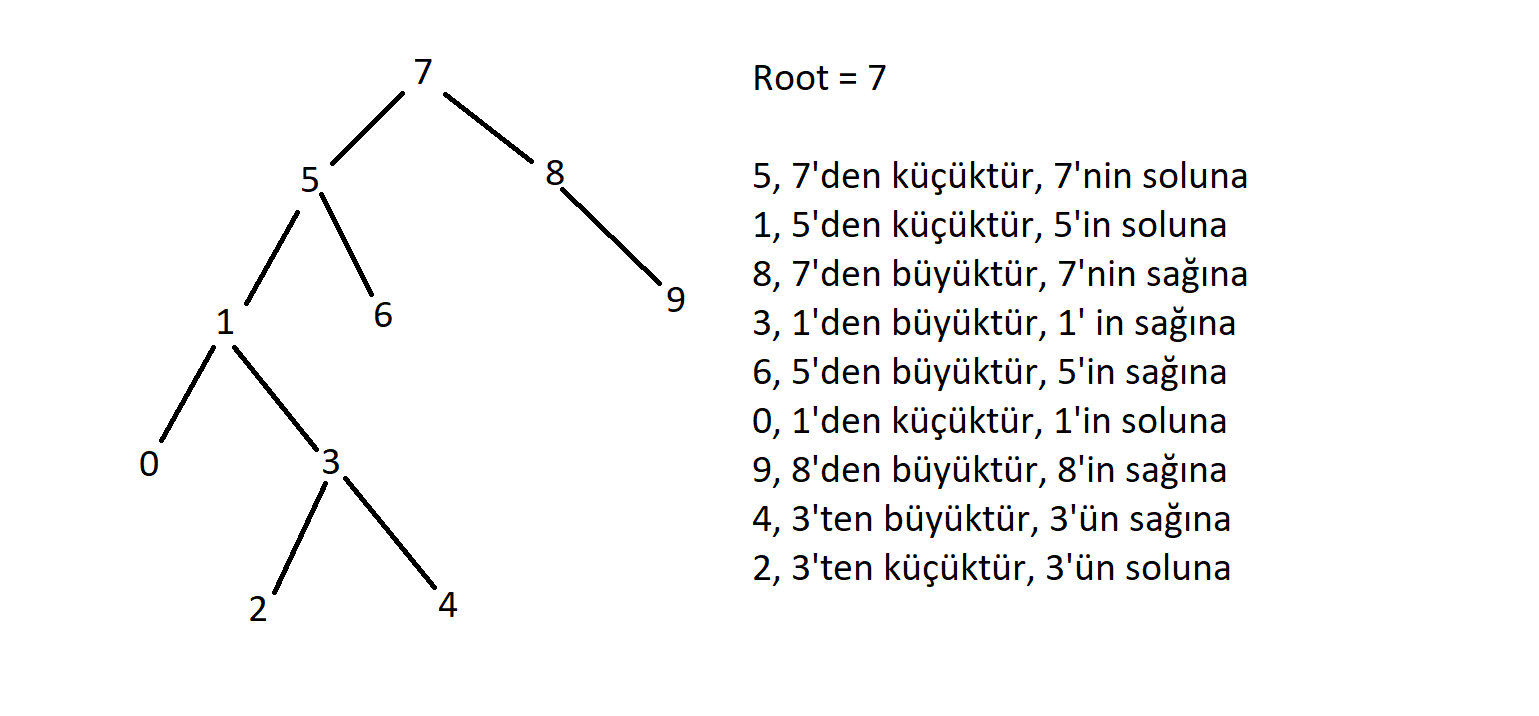 7
5
8
1
6
9
0
3
2
4
Root = 7
5, 7'den küçüktür, 7'nin soluna
1, 5'den küçüktür, 5'in soluna
8, 7'den büyüktür, 7'nin sağına
3, 1'den büyüktür, 1' in sağına
6, 5'den büyüktür, 5'in sağına
0, 1'den küçüktür, 1'in soluna
9, 8'den büyüktür, 8'in sağına
4, 3'ten büyüktür, 3'ün sağına
2, 3'ten küçüktür, 3'ün soluna